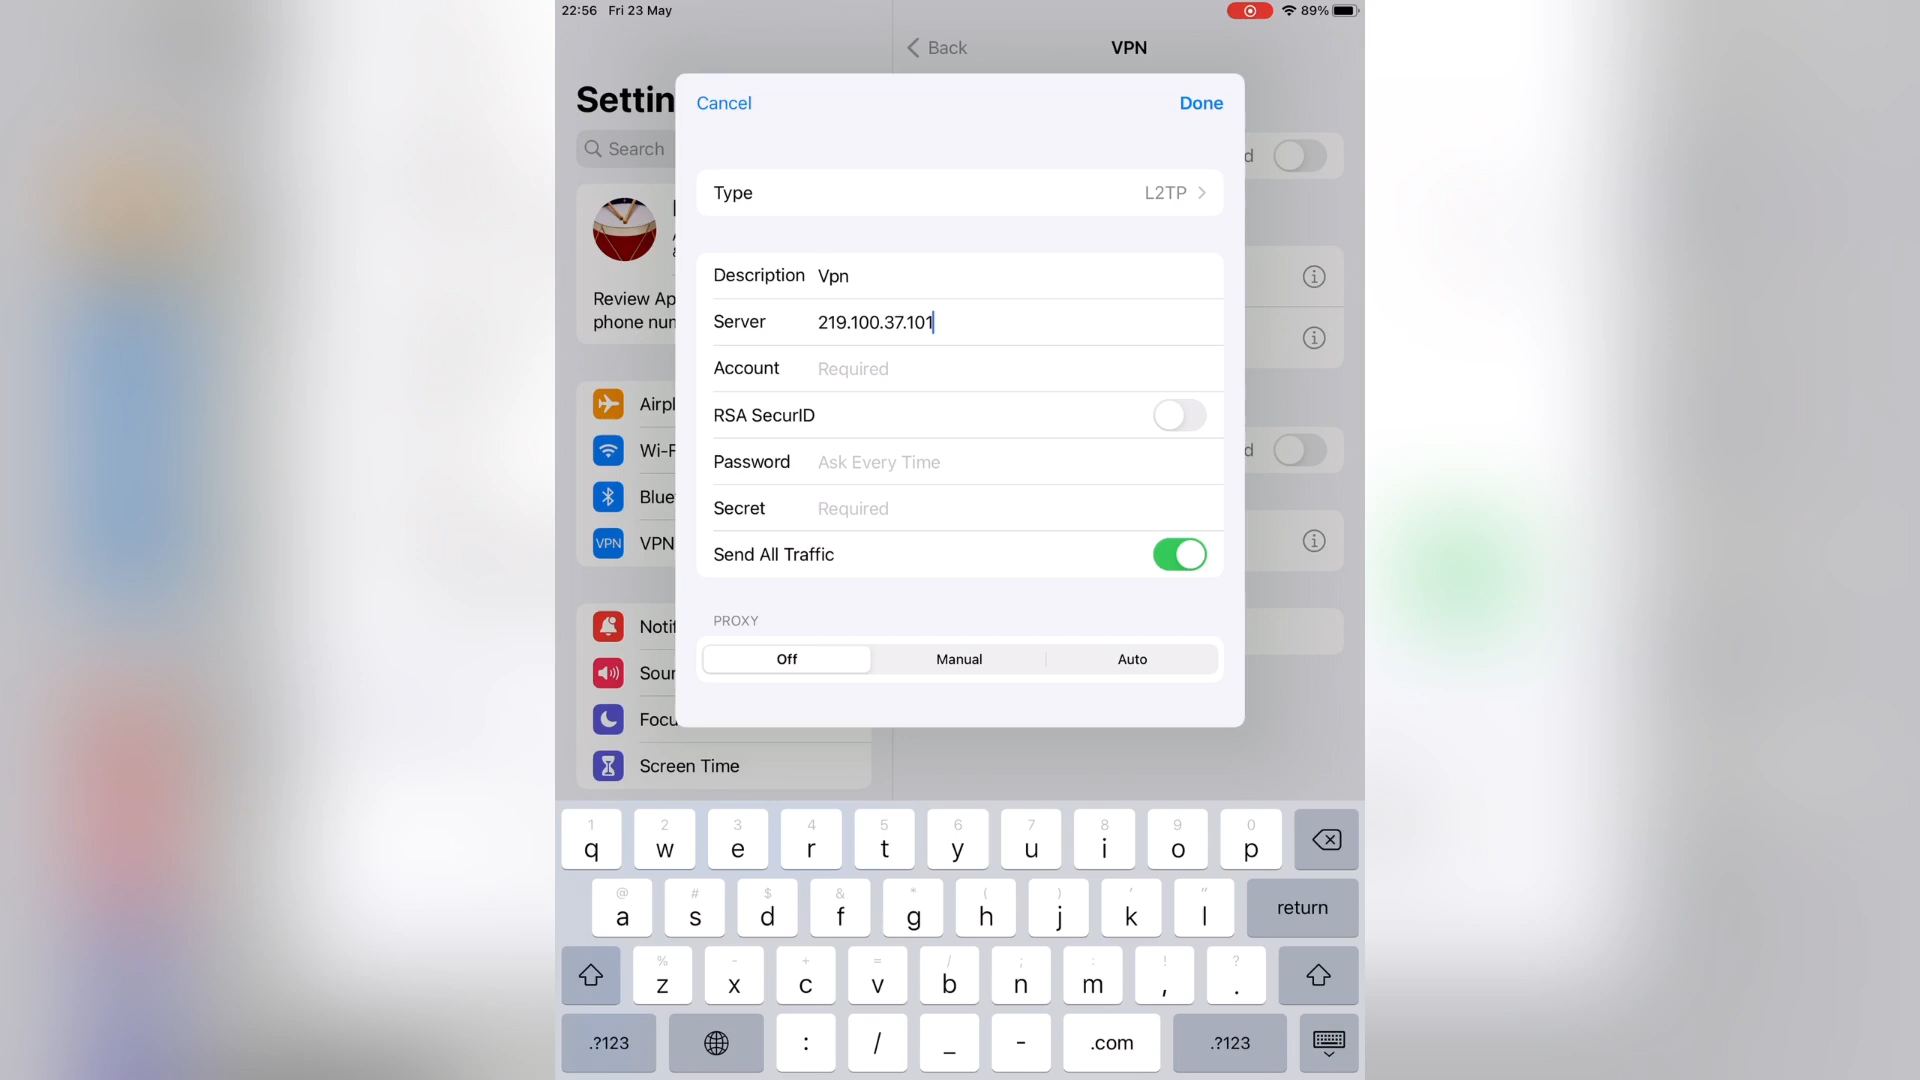 22:56 Fri 23 May
89%
Back
VPN
Settin
Cancel
Done
Search
d
Type
L2TP
Description
Vpn
Server
219.100.37.101
Review Ap
phone num
Account
Required
Airpl
RSA SecurID
Wi-F
d
Password
Ask Every Time
Blue
Secret
Required
VPN
VPN
Send All Traffic
PROXY
Notif
Off
Manual
Auto
Soun
Focu
Screen Time
1 2 3 4 5 6 7 8 9 0
q w e r t y u i o p
@ # $ & * ( ) ' "
a s d f g h j k l
return
% - + = / ; : ! ?
z x c v b n m , .
.?123
: / _ -
.com
.?123